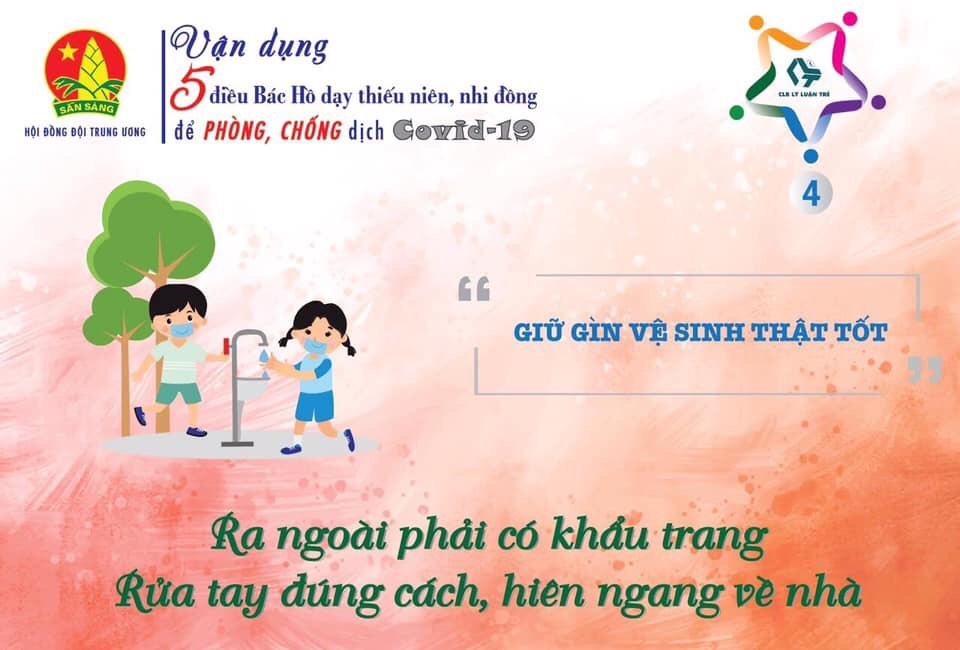 SẴN SÀNG
HỘI ĐỒNG ĐỘI TRUNG ƯƠNG
Vận dụng
5 điều Bác Hồ dạy thiếu niên, nhi đồng
để PHÒNG, CHỐNG dịch Covid-19
CLB LÝ LUẬN TRẺ
4
“
GIỮ GÌN VỆ SINH THẬT TỐT
”
Ra ngoài phải có khẩu trang
Rửa tay đúng cách, hiên ngang về nhà